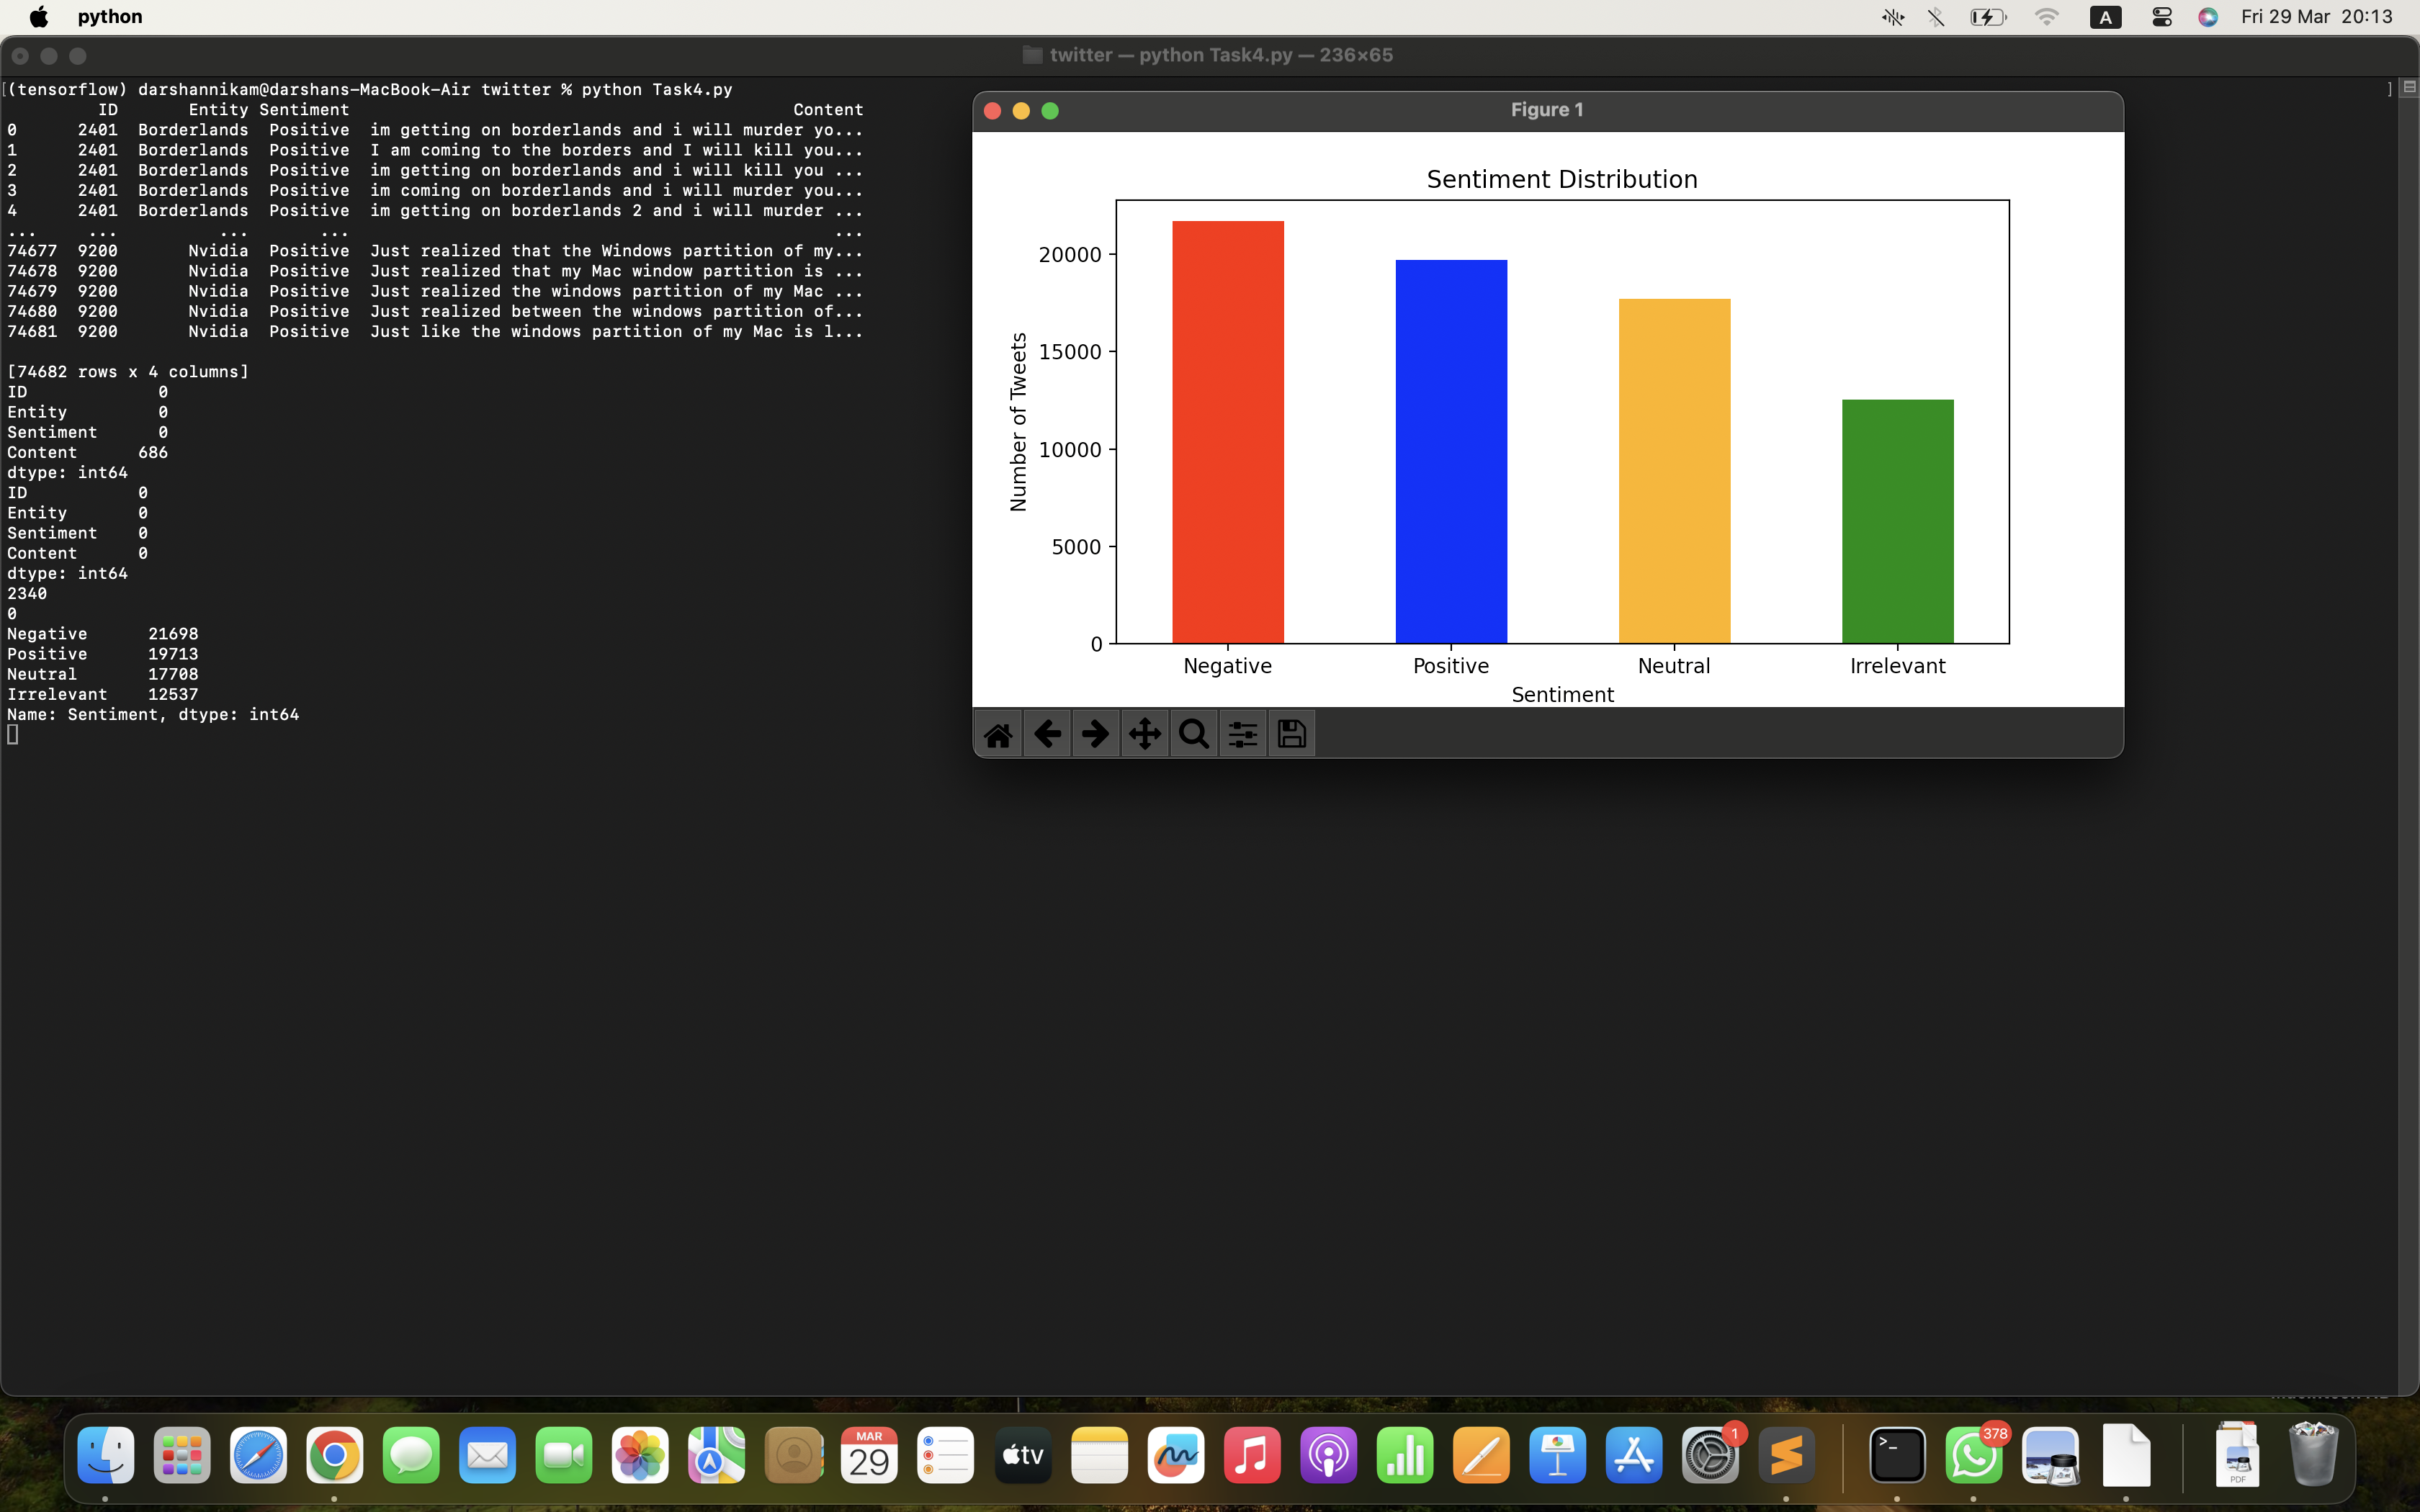 python
A
Fri 29 Mar 20:13
twitter — python Task4.py — 236×65
[(tensorflow) darshannikam@darshans-MacBook-Air twitter % python Task4.py ]
ID Entity Sentiment Content
0 2401 Borderlands Positive im getting on borderlands and i will murder yo...
1 2401 Borderlands Positive I am coming to the borders and I will kill you...
2 2401 Borderlands Positive im getting on borderlands and i will kill you ...
3 2401 Borderlands Positive im coming on borderlands and i will murder you...
4 2401 Borderlands Positive im getting on borderlands 2 and i will murder ...
... ... ... ... ...
74677 9200 Nvidia Positive Just realized that the Windows partition of my...
74678 9200 Nvidia Positive Just realized that my Mac window partition is ...
74679 9200 Nvidia Positive Just realized the windows partition of my Mac ...
74680 9200 Nvidia Positive Just realized between the windows partition of...
74681 9200 Nvidia Positive Just like the windows partition of my Mac is l...
[74682 rows x 4 columns]
ID 0
Entity 0
Sentiment 0
Content 686
dtype: int64
ID 0
Entity 0
Sentiment 0
Content 0
dtype: int64
2340
0
Negative 21698
Positive 19713
Neutral 17708
Irrelevant 12537
Name: Sentiment, dtype: int64
Figure 1
Sentiment Distribution
Number of Tweets
20000
15000
10000
5000
0
Negative Positive Neutral Irrelevant
Sentiment
MAR
29
tv
1
>_
378
PDF